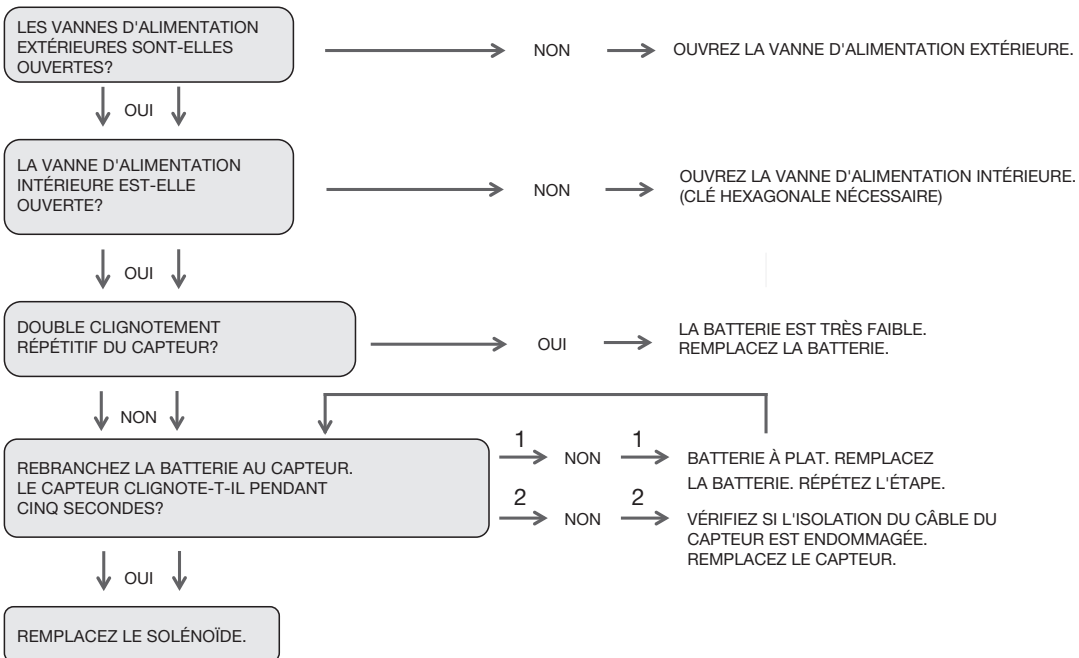 LES VANNES D'ALIMENTATION
EXTÉRIEURES SONT-ELLES
OUVERTES?
NON
OUVREZ LA VANNE D'ALIMENTATION EXTÉRIEURE.
OUI
LA VANNE D'ALIMENTATION
INTÉRIEURE EST-ELLE
OUVERTE?
NON
OUVREZ LA VANNE D'ALIMENTATION INTÉRIEURE.
(CLÉ HEXAGONALE NÉCESSAIRE)
OUI
DOUBLE CLIGNOTEMENT
RÉPÉTITIF DU CAPTEUR?
OUI
LA BATTERIE EST TRÈS FAIBLE.
REMPLACEZ LA BATTERIE.
NON
REBRANCHEZ LA BATTERIE AU CAPTEUR.
LE CAPTEUR CLIGNOTE-T-IL PENDANT
CINQ SECONDES?
1 NON 1
BATTERIE À PLAT. REMPLACEZ
LA BATTERIE. RÉPÉTEZ L'ÉTAPE.
2 NON 2
VÉRIFIEZ SI L'ISOLATION DU CÂBLE DU
CAPTEUR EST ENDOMMAGÉE.
REMPLACEZ LE CAPTEUR.
OUI
REMPLACEZ LE SOLÉNOÏDE.